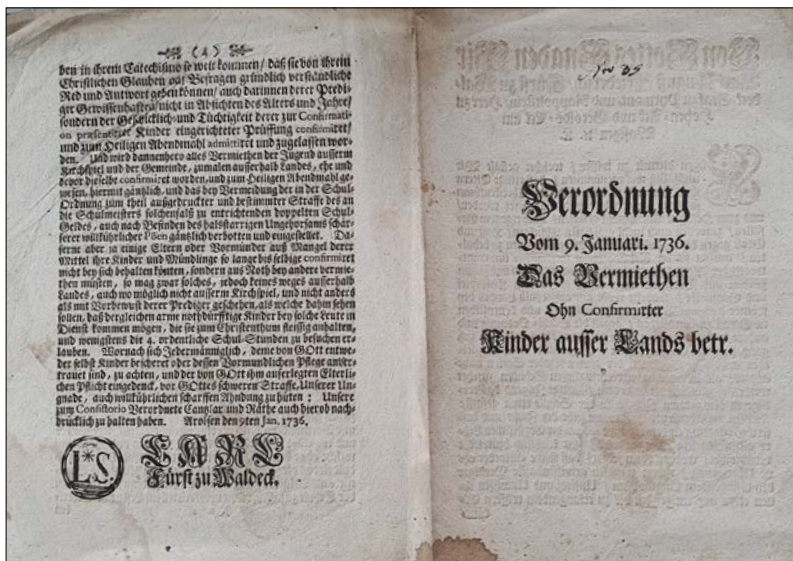 (4)
ben in ihrem Catechismo so weit kommen/ daß sie von ihrem
Christlichen Glauben auf Befragen gründlich verständliche
Red und Antwort geben können/ auch darinnen derer Predi-
ger Gewissenhaften/ nicht in Absichten des Alters und Jahre/
sondern der Geschicklich- und Tüchtigkeit derer zur Confirmati-
on præsentirter Kinder eingerichteter Prüffung confirmiret/
und zum Heiligen Abendmahl admittiret und zugelassen wor-
den. Und wird dannenhero alles Vermiethen der Jugend ausserm
Kirchspiel und der Gemeinde, zumalen ausserhalb Landes, ehe und
bevor dieselbe confirmiret worden, und zum Heiligen Abendmahl ge-
wesen, hiermit gäntzlich, und das bey Vermeidung der in der Schul-
Ordnung zum theil außgedruckter und bestimmter Straffe des an
die Schulmeisters solchenfals zu entrichtenden doppelten Schul-
Geldes, auch nach Befinden des halsstarrigen Ungehorsams schär-
ferer willkührlicher Pöen gäntzlich verbotten und eingestellet. Da-
ferne aber ja einige Eltern oder Vormünder auß Mangel derer
Mittel ihre Kinder und Mündlinge so lange biß selbige confirmiret
nicht bey sich behalten könten, sondern aus Noth bey andere vermie-
then müsten, so mag zwar solches, jedoch keines weges ausserhalb
Landes, auch wo möglich nicht ausserm Kirchspiel, und nicht anders
als mit Vorbewust derer Prediger geschehen, als welche dahin sehen
sollen, daß dergleichen arme nothdürfftige Kinder bey solche Leute in
Dienst kommen mögen, die sie zum Christenthum fleissig anhalten,
und wenigstens die 4. ordentliche Schul-Stunden zu besuchen er-
lauben. Wornach sich Jedermänniglich, deme von GOtt entwe-
der selbst Kinder bescheret oder dessen Vormundlichen Pflege anver-
trauet sind, zu achten, und der von GOtt ihm auferlegten Elterli-
chen Pflicht eingedenck, vor GOttes schweren Straffe, Unserer Un-
gnade, auch willkührlichen scharffen Ahndung zu hüten: Unsere
zum Consistorio Verordnete Cantzlar und Räthe auch hierob nach-
drücklich zu halten haben. Arolsen den 9ten Jan. 1736.
L*S.
CARL
Fürst zu Waldeck.
Verordnung
Vom 9. Januari. 1736.
Das Vermiethen
Ohn Confirmirter
Kinder ausser Lands betr.